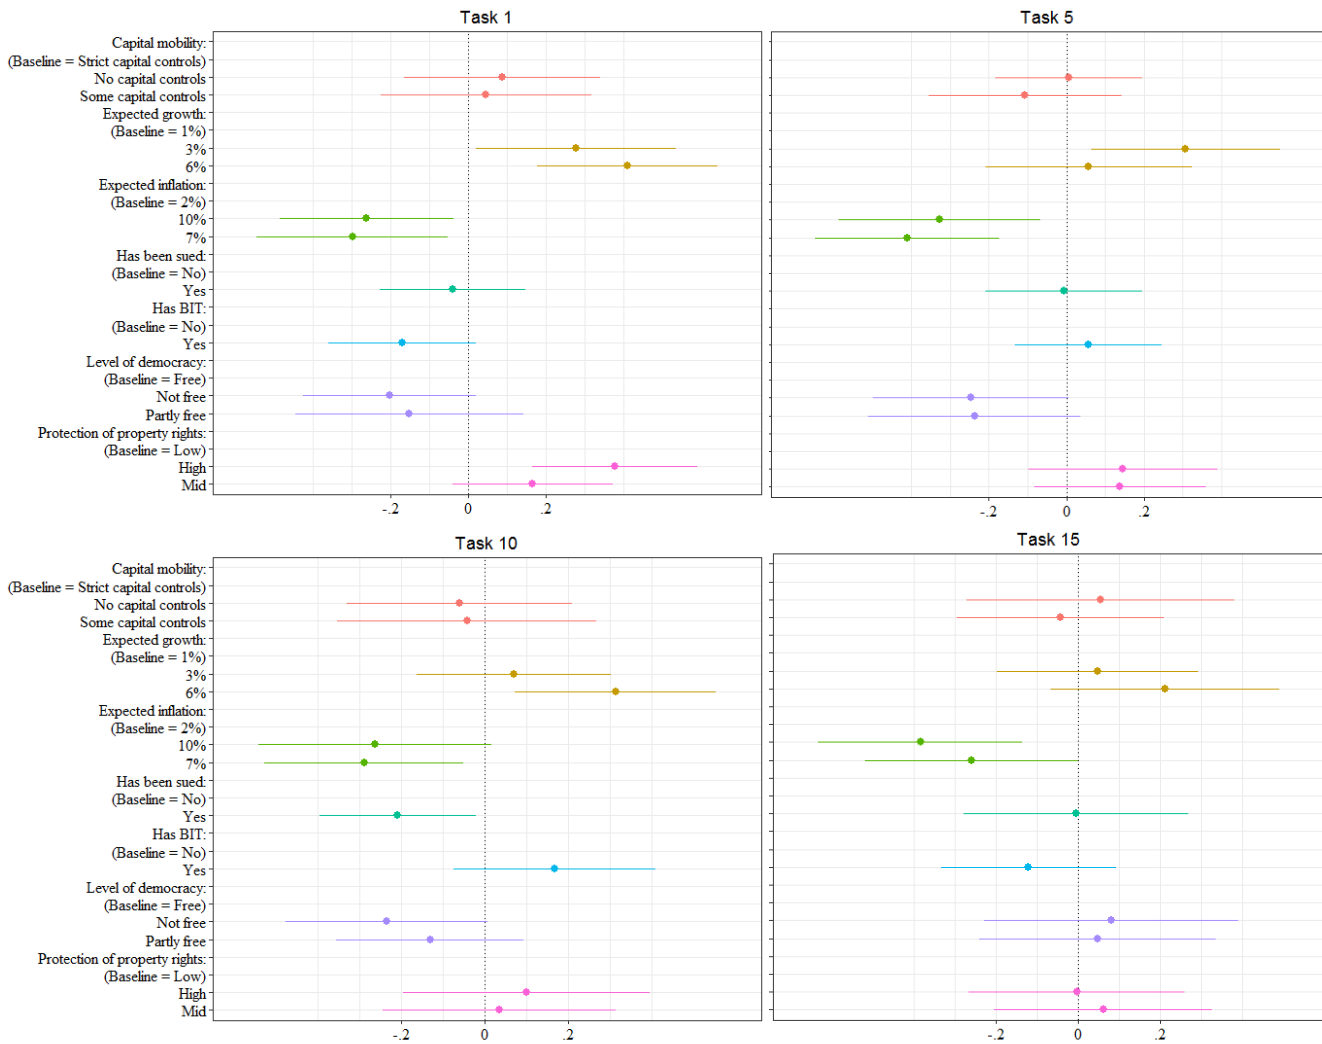 Task 1
Task 5
Capital mobility:
(Baseline = Strict capital controls)
No capital controls
Some capital controls
Expected growth:
(Baseline = 1%)
3%
6%
Expected inflation:
(Baseline = 2%)
10%
7%
Has been sued:
(Baseline = No)
Yes
Has BIT:
(Baseline = No)
Yes
Level of democracy:
(Baseline = Free)
Not free
Partly free
Protection of property rights:
(Baseline = Low)
High
Mid
-.2 0 .2
-.2 0 .2
Task 10
Task 15
Capital mobility:
(Baseline = Strict capital controls)
No capital controls
Some capital controls
Expected growth:
(Baseline = 1%)
3%
6%
Expected inflation:
(Baseline = 2%)
10%
7%
Has been sued:
(Baseline = No)
Yes
Has BIT:
(Baseline = No)
Yes
Level of democracy:
(Baseline = Free)
Not free
Partly free
Protection of property rights:
(Baseline = Low)
High
Mid
-.2 0 .2
-.2 0 .2